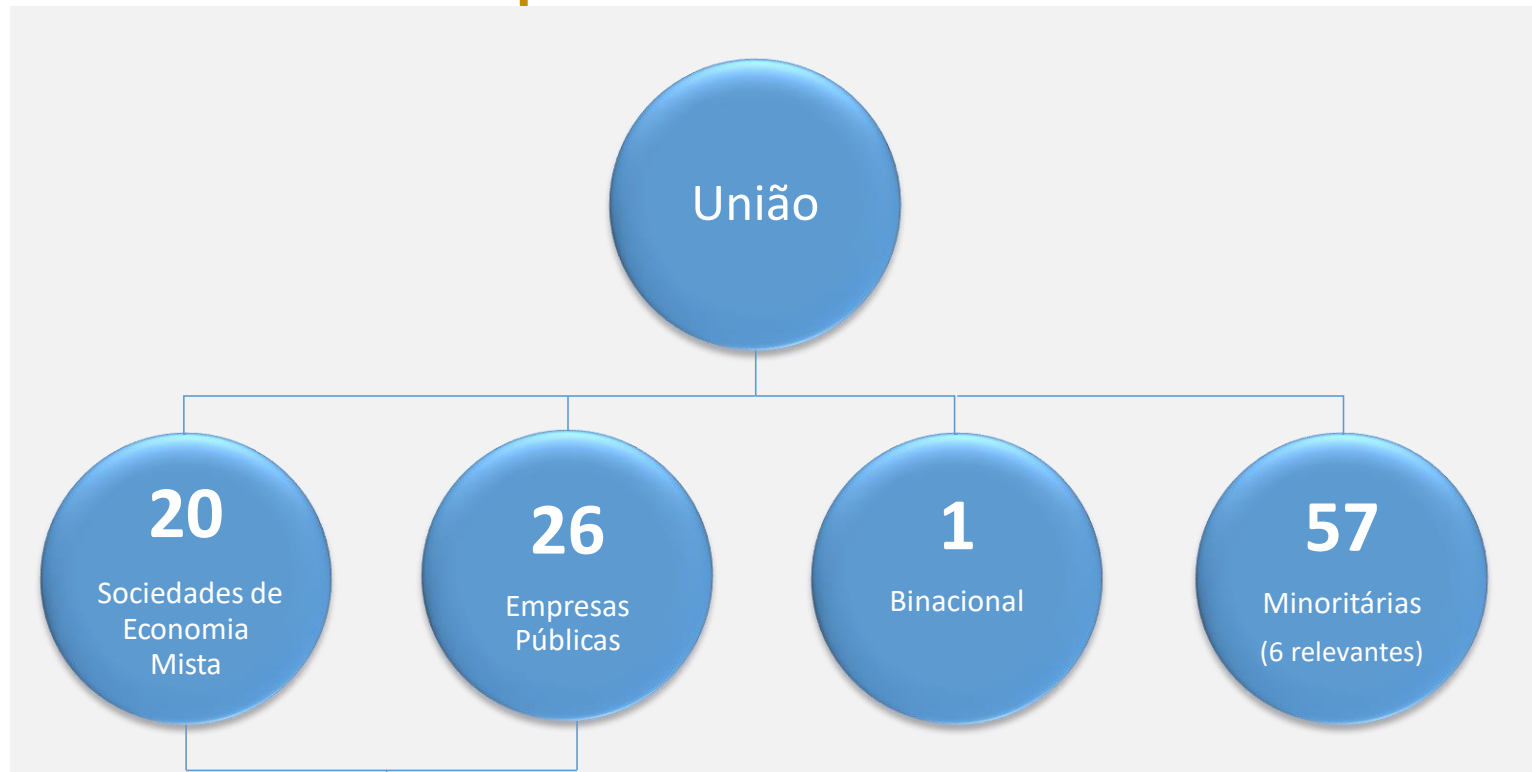 União
20
Sociedades de
Economia
Mista
26
Empresas
Públicas
1
Binacional
57
Minoritárias
(6 relevantes)